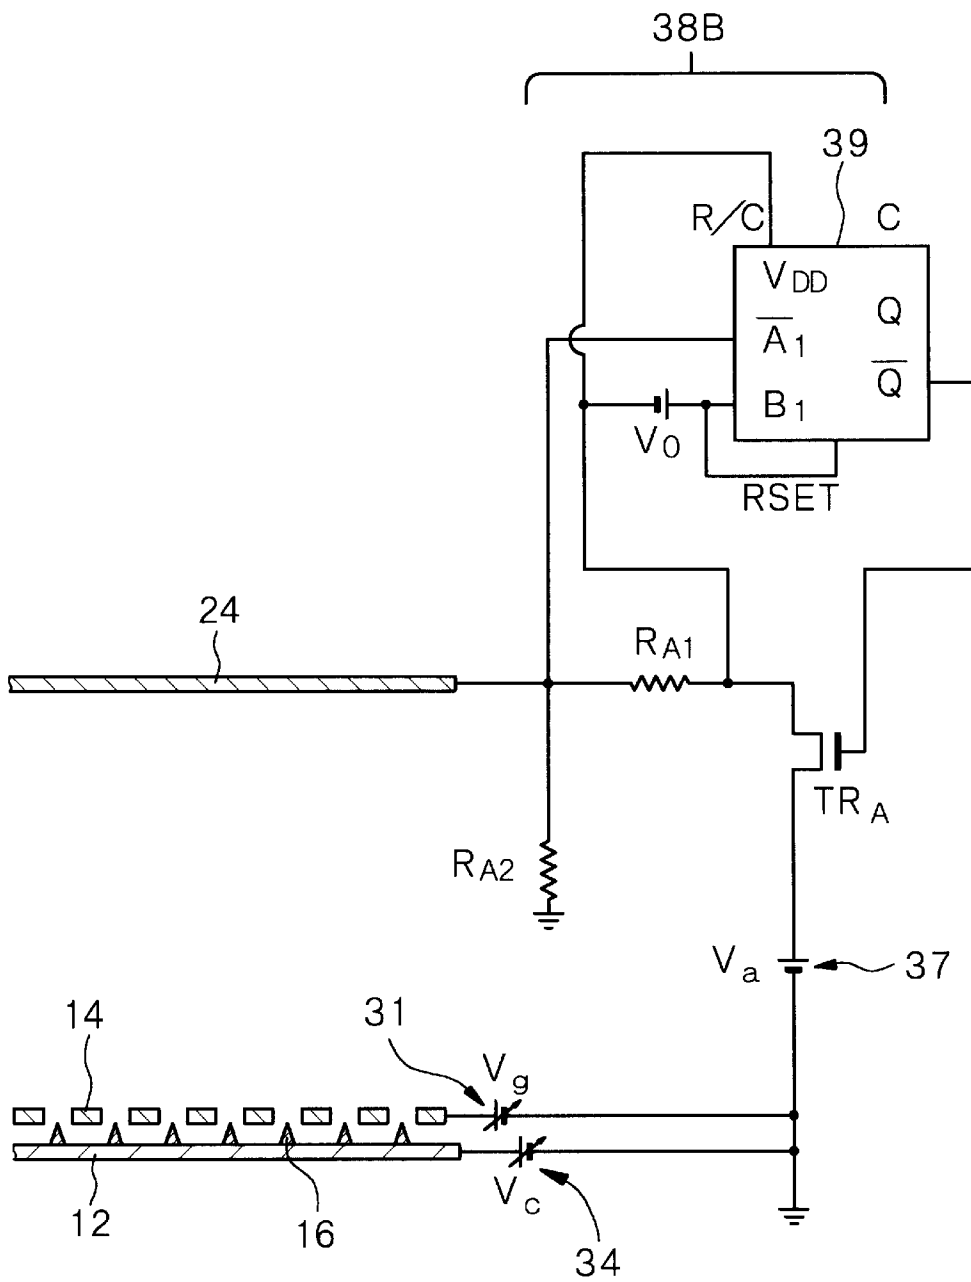 38B
39
R/C C
VDD
Q
A̅1
Q̅
B1
V0
RSET
24
RA1
TRA
RA2
Va
37
31
14
Vg
Vc
12
16
34